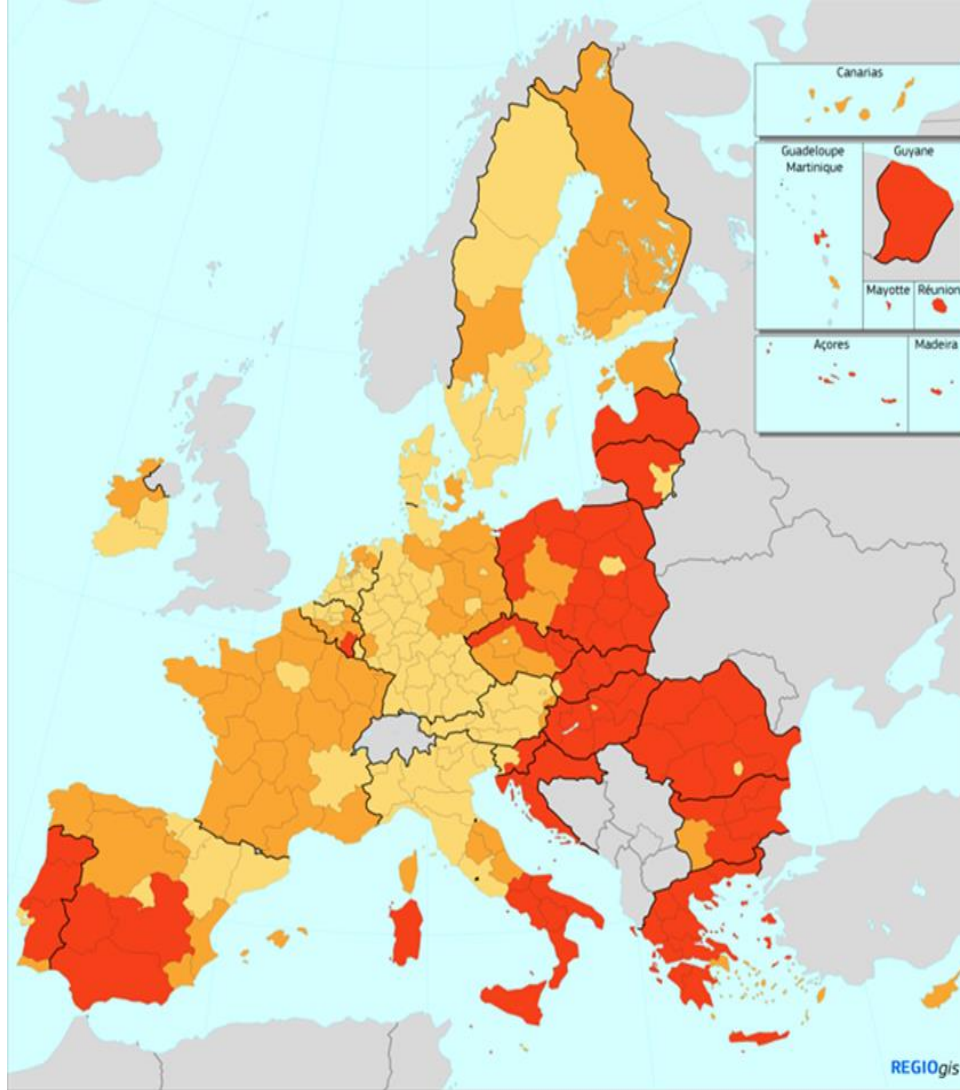 Canarias
Guadeloupe
Martinique
Guyane
Mayotte
Réunion
Açores
Madeira
REGIOgis